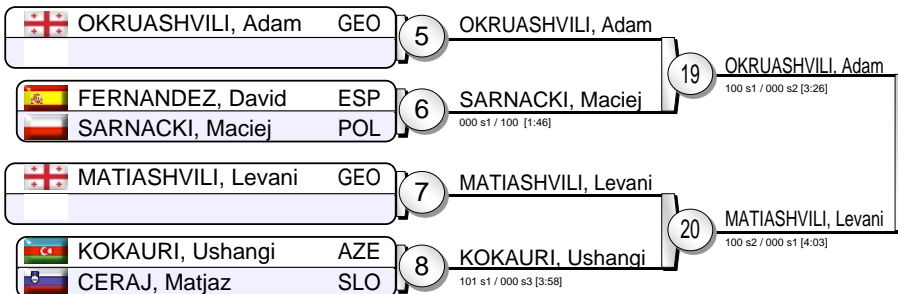 OKRUASHVILI, Adam GEO
5
OKRUASHVILI, Adam
19
OKRUASHVILI, Adam
100 s1 / 000 s2 [3:26]
FERNANDEZ, David ESP
SARNACKI, Maciej POL
6
SARNACKI, Maciej
000 s1 / 100 [1:46]
MATIASHVILI, Levani GEO
7
MATIASHVILI, Levani
20
MATIASHVILI, Levani
100 s2 / 000 s1 [4:03]
KOKAURI, Ushangi AZE
CERAJ, Matjaz SLO
8
KOKAURI, Ushangi
101 s1 / 000 s3 [3:58]